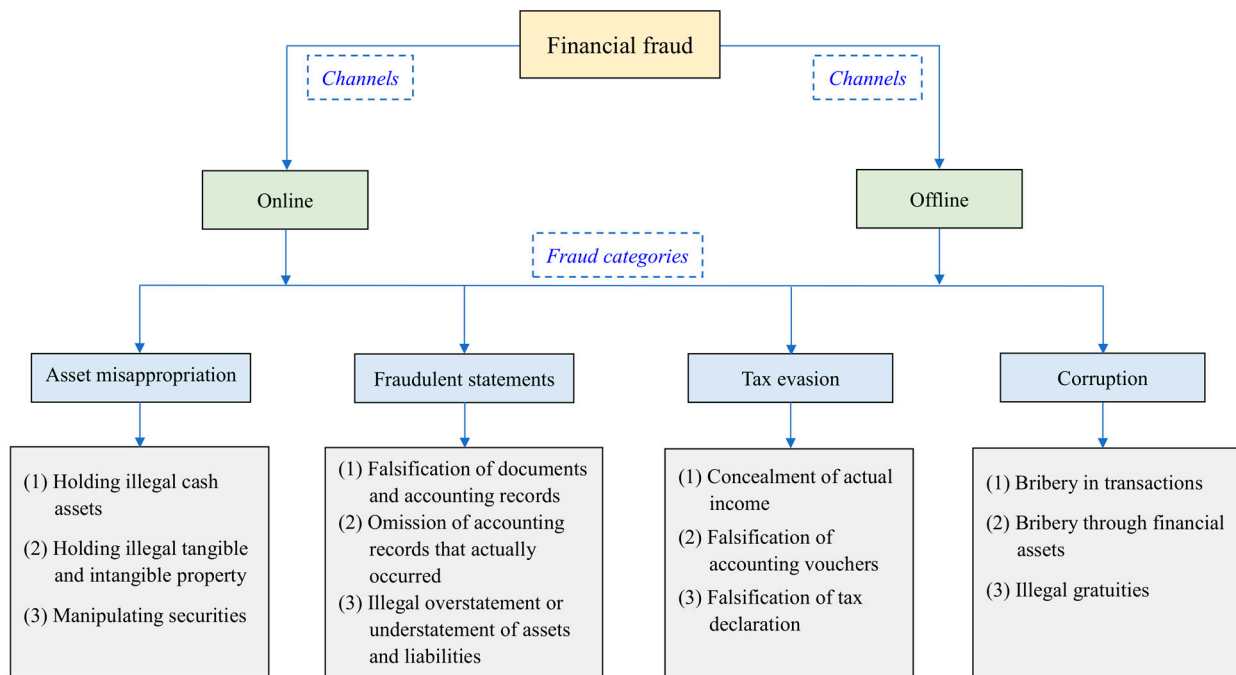 Financial fraud
Channels
Channels
Online
Offline
Fraud categories
Asset misappropriation
Fraudulent statements
Tax evasion
Corruption
(1) Holding illegal cash
assets
(2) Holding illegal tangible
and intangible property
(3) Manipulating securities
(1) Falsification of documents
and accounting records
(2) Omission of accounting
records that actually
occurred
(3) Illegal overstatement or
understatement of assets
and liabilities
(1) Concealment of actual
income
(2) Falsification of
accounting vouchers
(3) Falsification of tax
declaration
(1) Bribery in transactions
(2) Bribery through financial
assets
(3) Illegal gratuities